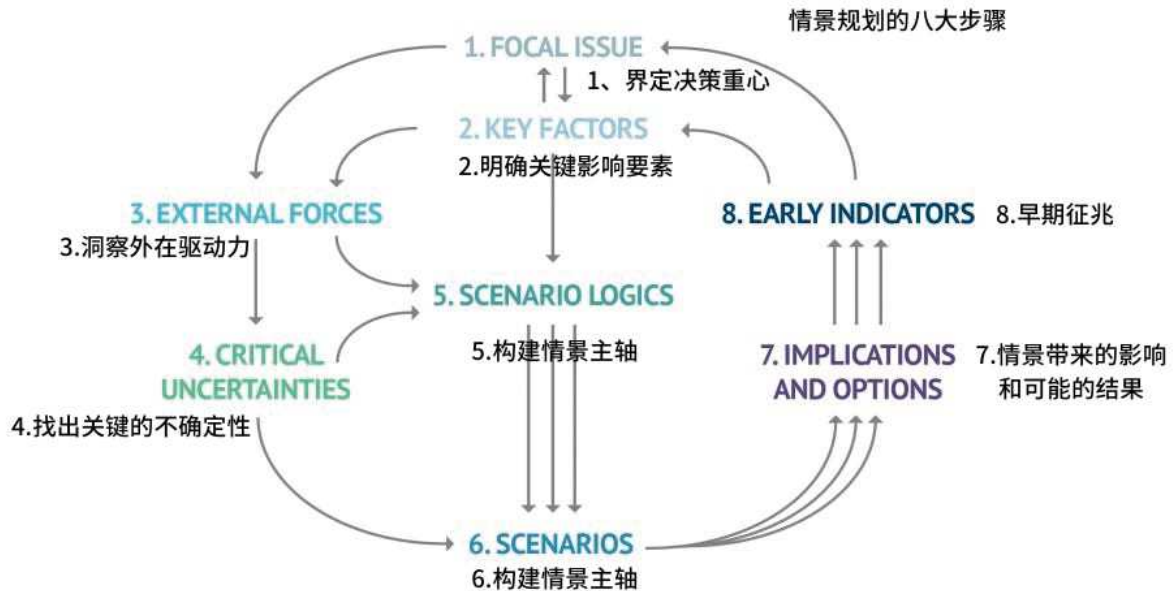 情景规划的八大步骤
1. FOCAL ISSUE
1、界定决策重心
2. KEY FACTORS
2.明确关键影响要素
3. EXTERNAL FORCES
3.洞察外在驱动力
8. EARLY INDICATORS
8.早期征兆
5. SCENARIO LOGICS
5.构建情景主轴
4. CRITICAL
UNCERTAINTIES
4.找出关键的不确定性
7. IMPLICATIONS
AND OPTIONS
7.情景带来的影响
和可能的结果
6. SCENARIOS
6.构建情景主轴